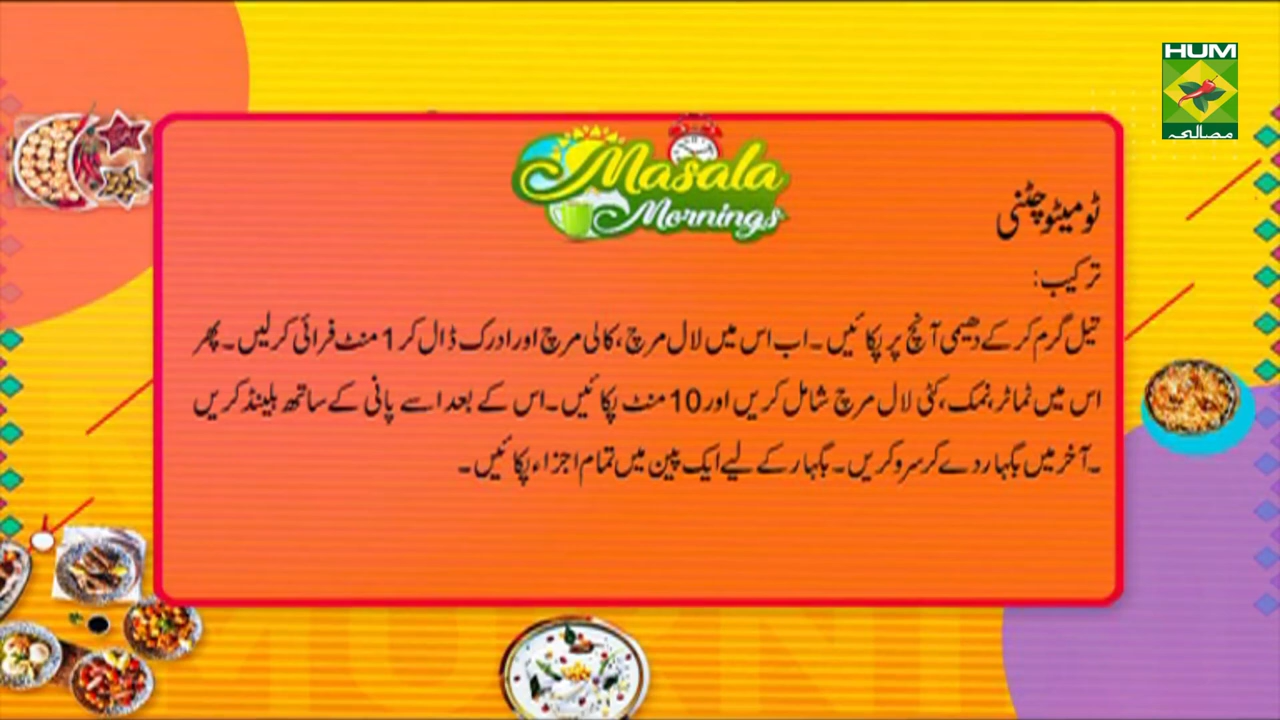 HUM
مصالحہ
Masala
Mornings
ٹومیٹو چٹنی
ترکیب:
تیل گرم کر کے دھیمی آنچ پر پکائیں ۔ اب اس میں لال مرچ ، کالی مرچ اور ادرک ڈال کر 1 منٹ فرائی کر لیں ۔ پھر
اس میں ٹماٹر ، نمک ، کٹی لال مرچ شامل کریں اور 10 منٹ پکائیں ۔ اس کے بعد اسے پانی کے ساتھ بلینڈ کریں
۔ آخر میں بگہار دے کر سرو کریں ۔ بگہار کے لیے ایک پین میں تمام اجزاء پکائیں ۔